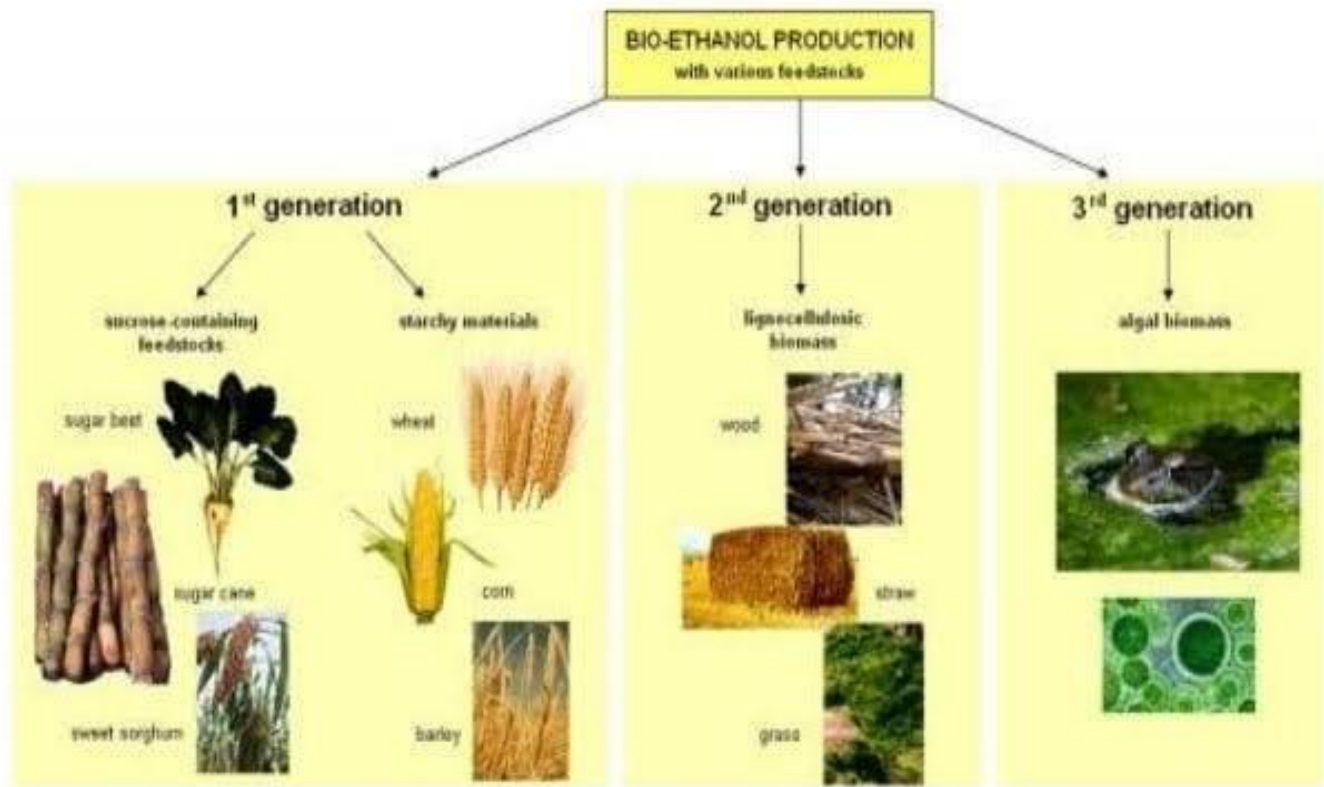 BIO-ETHANOL PRODUCTION
with various feedstocks
1st generation
2nd generation
3rd generation
sucrose-containing
feedstocks
starchy materials
lignocellulosic
biomass
algal biomass
sugar beet
wheat
wood
sugar cane
corn
straw
sweet sorghum
barley
grass